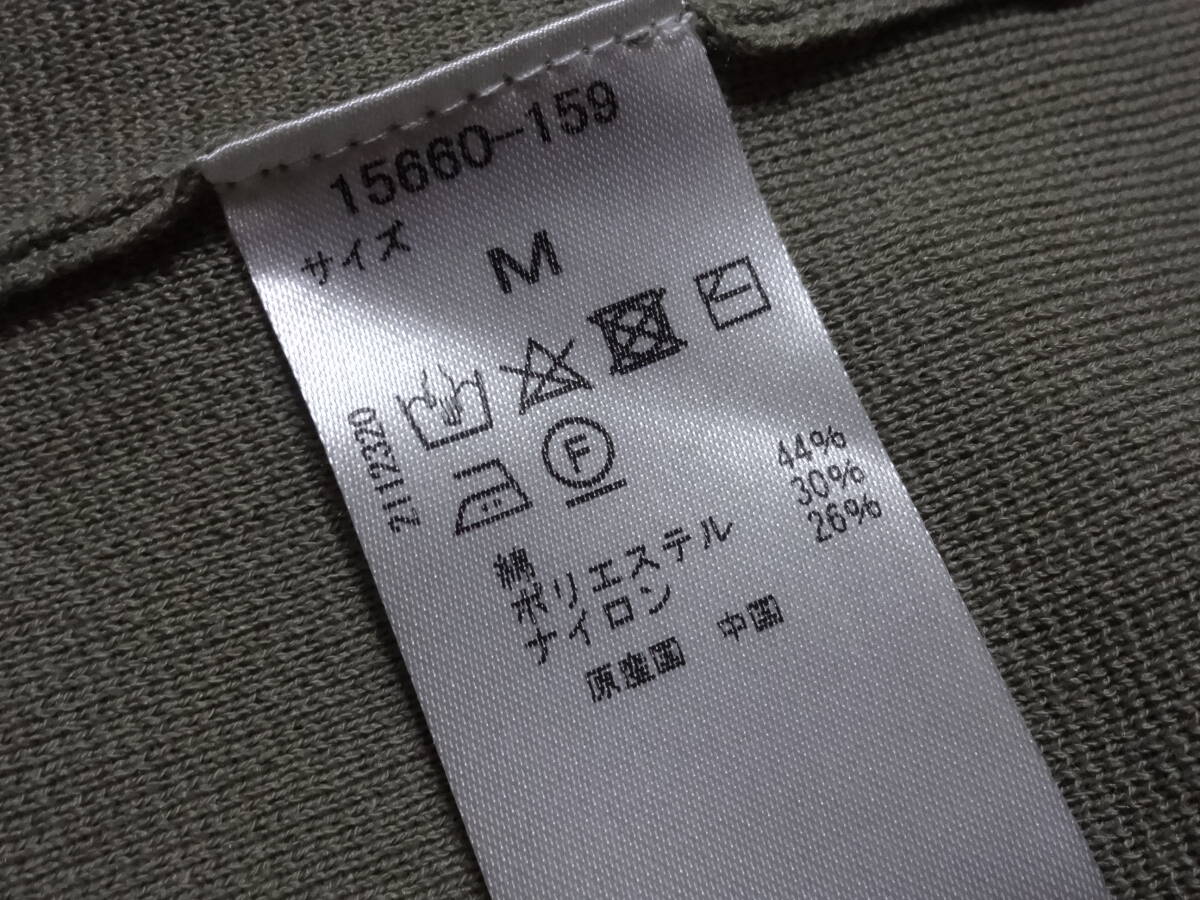 15660-159
サイズ M
21112320
F
綿 44%
ポリエステル 30%
ナイロン 26%
原産国 中国